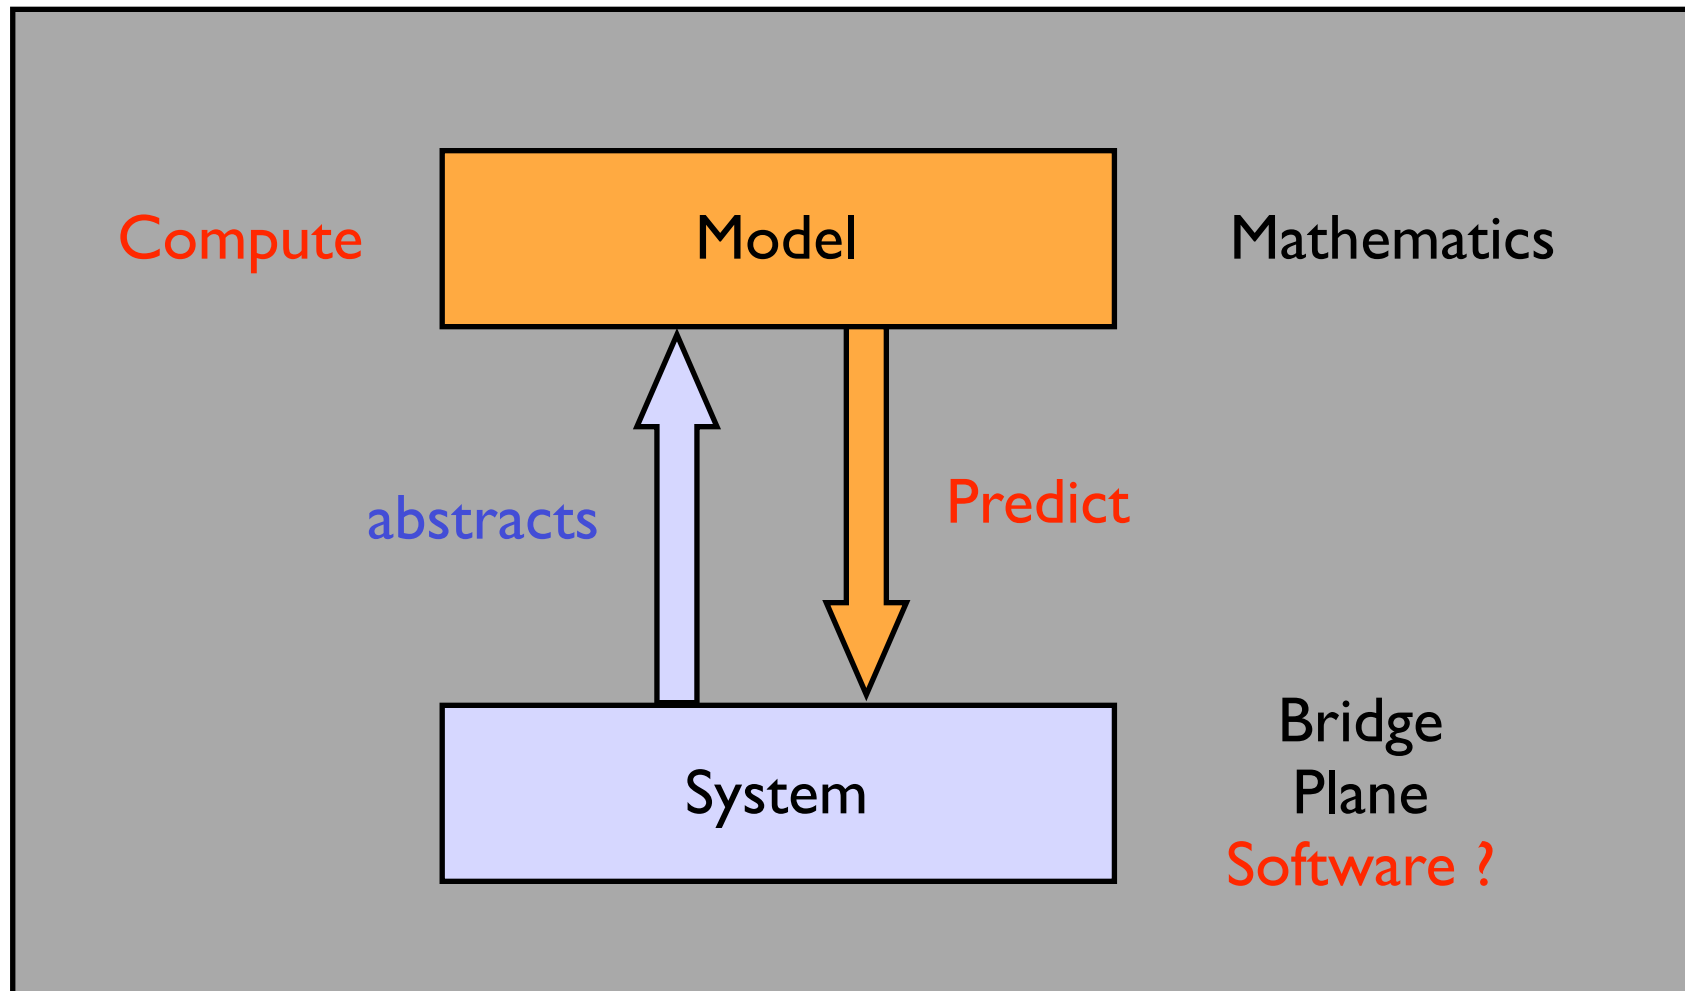 Compute
Model
Mathematics
abstracts
Predict
System
Bridge
Plane
Software ?